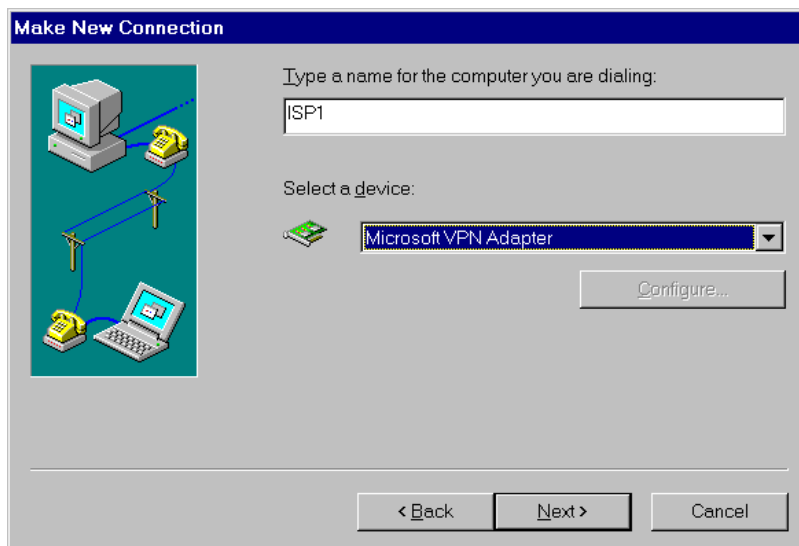 Make New Connection
Type a name for the computer you are dialing:
ISP1
Select a device:
Microsoft VPN Adapter
Configure...
< Back
Next >
Cancel